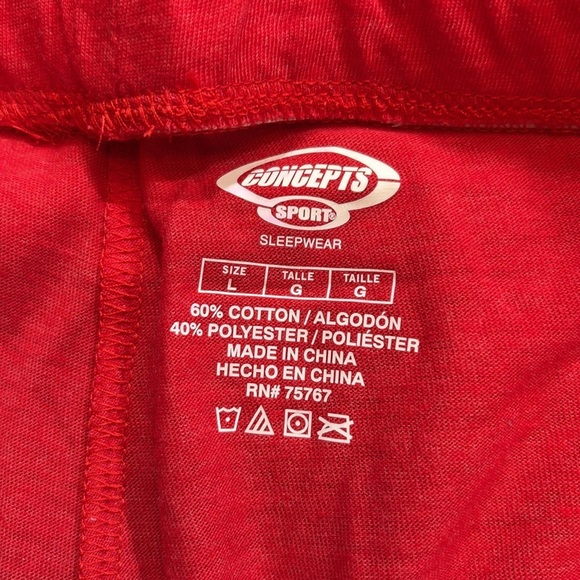 CONCEPTS
SPORT®
SLEEPWEAR
SIZE TALLE TAILLE
L G G
60% COTTON / ALGODÓN
40% POLYESTER / POLIÉSTER
MADE IN CHINA
HECHO EN CHINA
RN# 75767